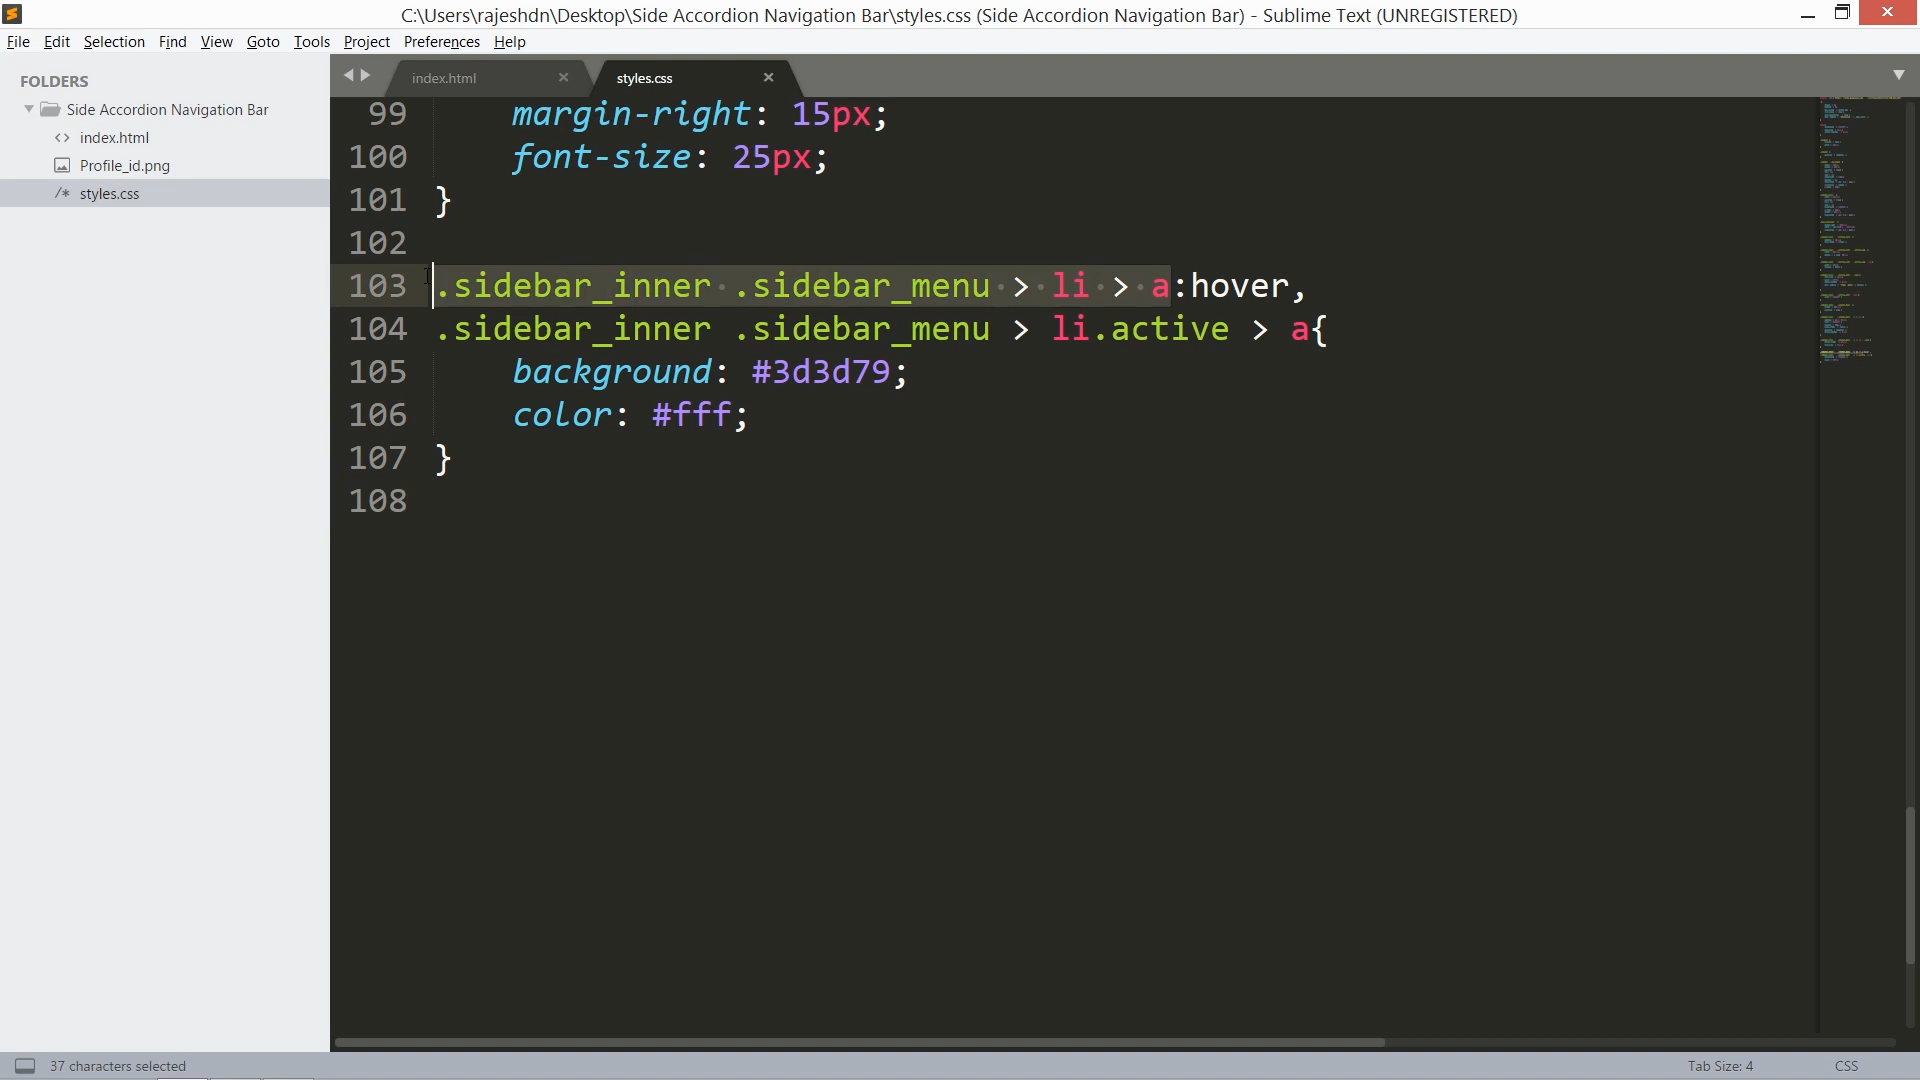 C:\Users\rajeshdn\Desktop\Side Accordion Navigation Bar\styles.css (Side Accordion Navigation Bar) - Sublime Text (UNREGISTERED)
File Edit Selection Find View Goto Tools Project Preferences Help
FOLDERS
Side Accordion Navigation Bar
<> index.html
Profile_id.png
/* styles.css
index.html
styles.css
99 margin-right: 15px;
100 font-size: 25px;
101 }
102
103 .sidebar_inner .sidebar_menu > li > a:hover,
104 .sidebar_inner .sidebar_menu > li.active > a{
105 background: #3d3d79;
106 color: #fff;
107 }
108
37 characters selected
Tab Size: 4
CSS